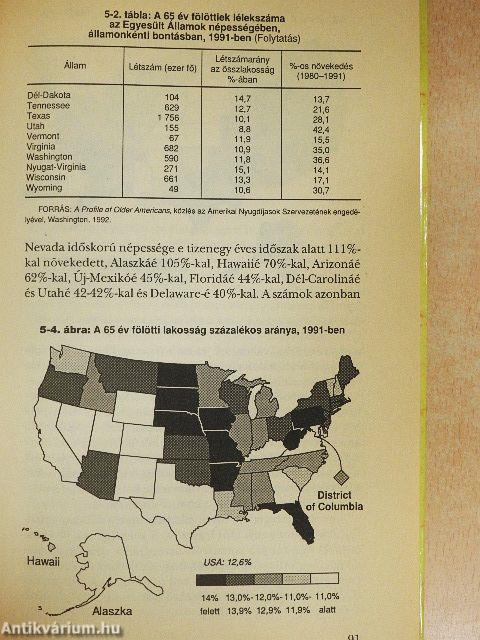 5-2. tábla: A 65 év fölöttiek lélekszáma
az Egyesült Államok népességében,
államonkénti bontásban, 1991-ben (Folytatás)
Állam Létszám (ezer fő) Létszámarány az összlakosság %-ában %-os növekedés (1980–1991)
Dél-Dakota 104 14,7 13,7
Tennessee 629 12,7 21,6
Texas 1 756 10,1 28,1
Utah 155 8,8 42,4
Vermont 67 11,9 15,5
Virginia 682 10,9 35,0
Washington 590 11,8 36,6
Nyugat-Virginia 271 15,1 14,1
Wisconsin 661 13,3 17,1
Wyoming 49 10,6 30,7
FORRÁS: A Profile of Older Americans, közlés az Amerikai Nyugdíjasok Szervezetének engedé-
lyével, Washington, 1992.
Nevada időskorú népessége e tizenegy éves időszak alatt 111%-
kal növekedett, Alaszkáé 105%-kal, Hawaiié 70%-kal, Arizonáé
62%-kal, Új-Mexikóé 45%-kal, Floridáé 44%-kal, Dél-Carolináé
és Utahé 42-42%-kal és Delaware-é 40%-kal. A számok azonban
5-4. ábra: A 65 év fölötti lakosság százalékos aránya, 1991-ben
District
of Columbia
Hawaii
Alaszka
USA: 12,6%
14% 13,0%- 12,0%- 11,0%- 11,0%
felett 13,9% 12,9% 11,9% alatt
91
Antikvárium.hu